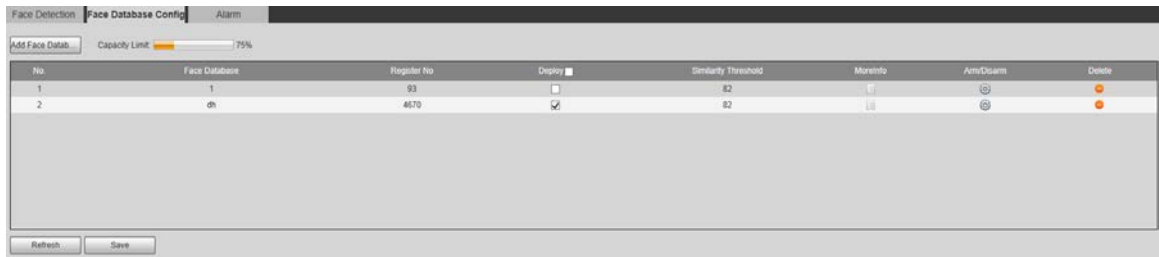 Face Detection Face Database Config Alarm
Add Face Datab... Capacity Limit: 75%
No. Face Database Register No Deploy Similarity Threshold MoreInfo Arm/Disarm Delete
1 1 93 82
2 dh 4670 82
Refresh Save